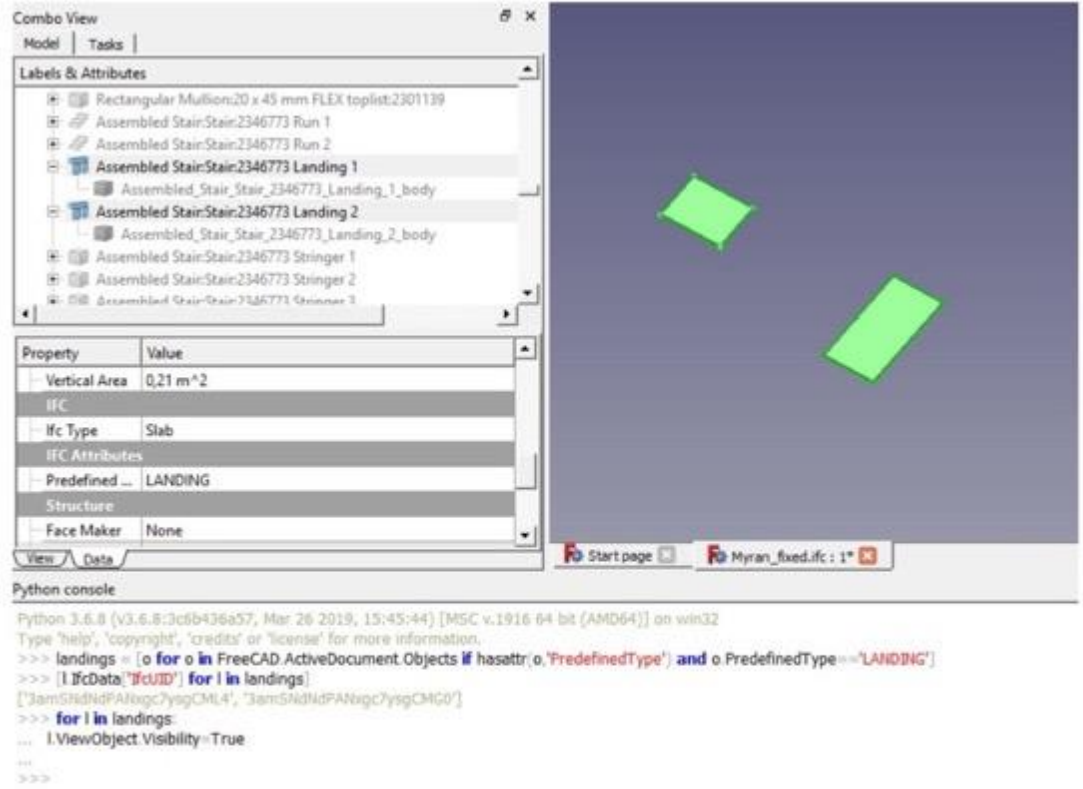 Combo View
Model Tasks
Labels & Attributes
Rectangular Mullion:20 x 45 mm FLEX toplist:2301139
Assembled Stair:Stair:2346773 Run 1
Assembled Stair:Stair:2346773 Run 2
Assembled Stair:Stair:2346773 Landing 1
Assembled_Stair_Stair_2346773_Landing_1_body
Assembled Stair:Stair:2346773 Landing 2
Assembled_Stair_Stair_2346773_Landing_2_body
Assembled Stair:Stair:2346773 Stringer 1
Assembled Stair:Stair:2346773 Stringer 2
Assembled Stair:Stair:2346773 Stringer 3
Property Value
Vertical Area 0,21 m^2
IFC
Ifc Type Slab
IFC Attributes
Predefined ... LANDING
Structure
Face Maker None
View Data
Start page Myran_fixed.ifc : 1*
Python console
Python 3.6.8 (v3.6.8:3c6b436a57, Mar 26 2019, 15:45:44) [MSC v.1916 64 bit (AMD64)] on win32
Type 'help', 'copyright', 'credits' or 'license' for more information.
>>> landings = [o for o in FreeCAD.ActiveDocument.Objects if hasattr(o,"PredefinedType") and o.PredefinedType=="LANDING"]
>>> [l.IfcData["IfcUID"] for l in landings]
['3amSNdNdPANxgc7ysgCML4', '3amSNdNdPANxgc7ysgCMG0']
>>> for l in landings:
... l.ViewObject.Visibility=True
...
>>>